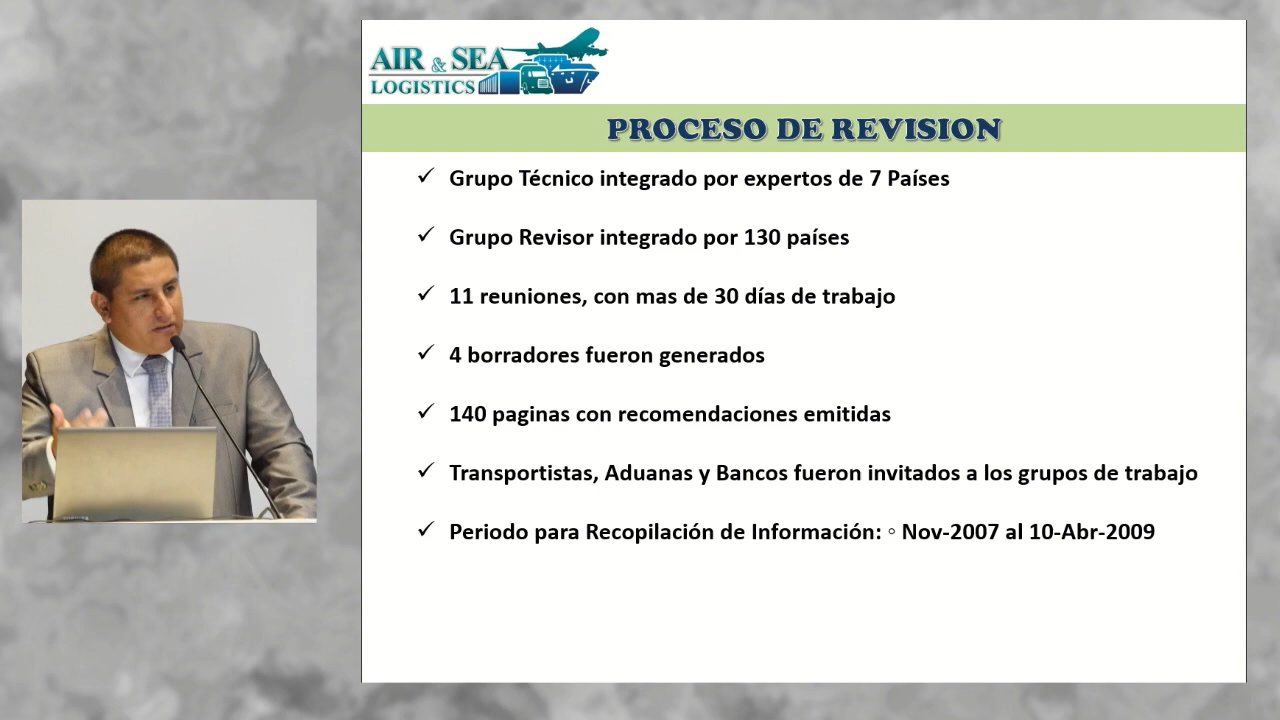 AIR & SEA
LOGISTICS
PROCESO DE REVISION
✓ Grupo Técnico integrado por expertos de 7 Países
✓ Grupo Revisor integrado por 130 países
✓ 11 reuniones, con mas de 30 días de trabajo
✓ 4 borradores fueron generados
✓ 140 paginas con recomendaciones emitidas
✓ Transportistas, Aduanas y Bancos fueron invitados a los grupos de trabajo
✓ Periodo para Recopilación de Información: ◦ Nov-2007 al 10-Abr-2009